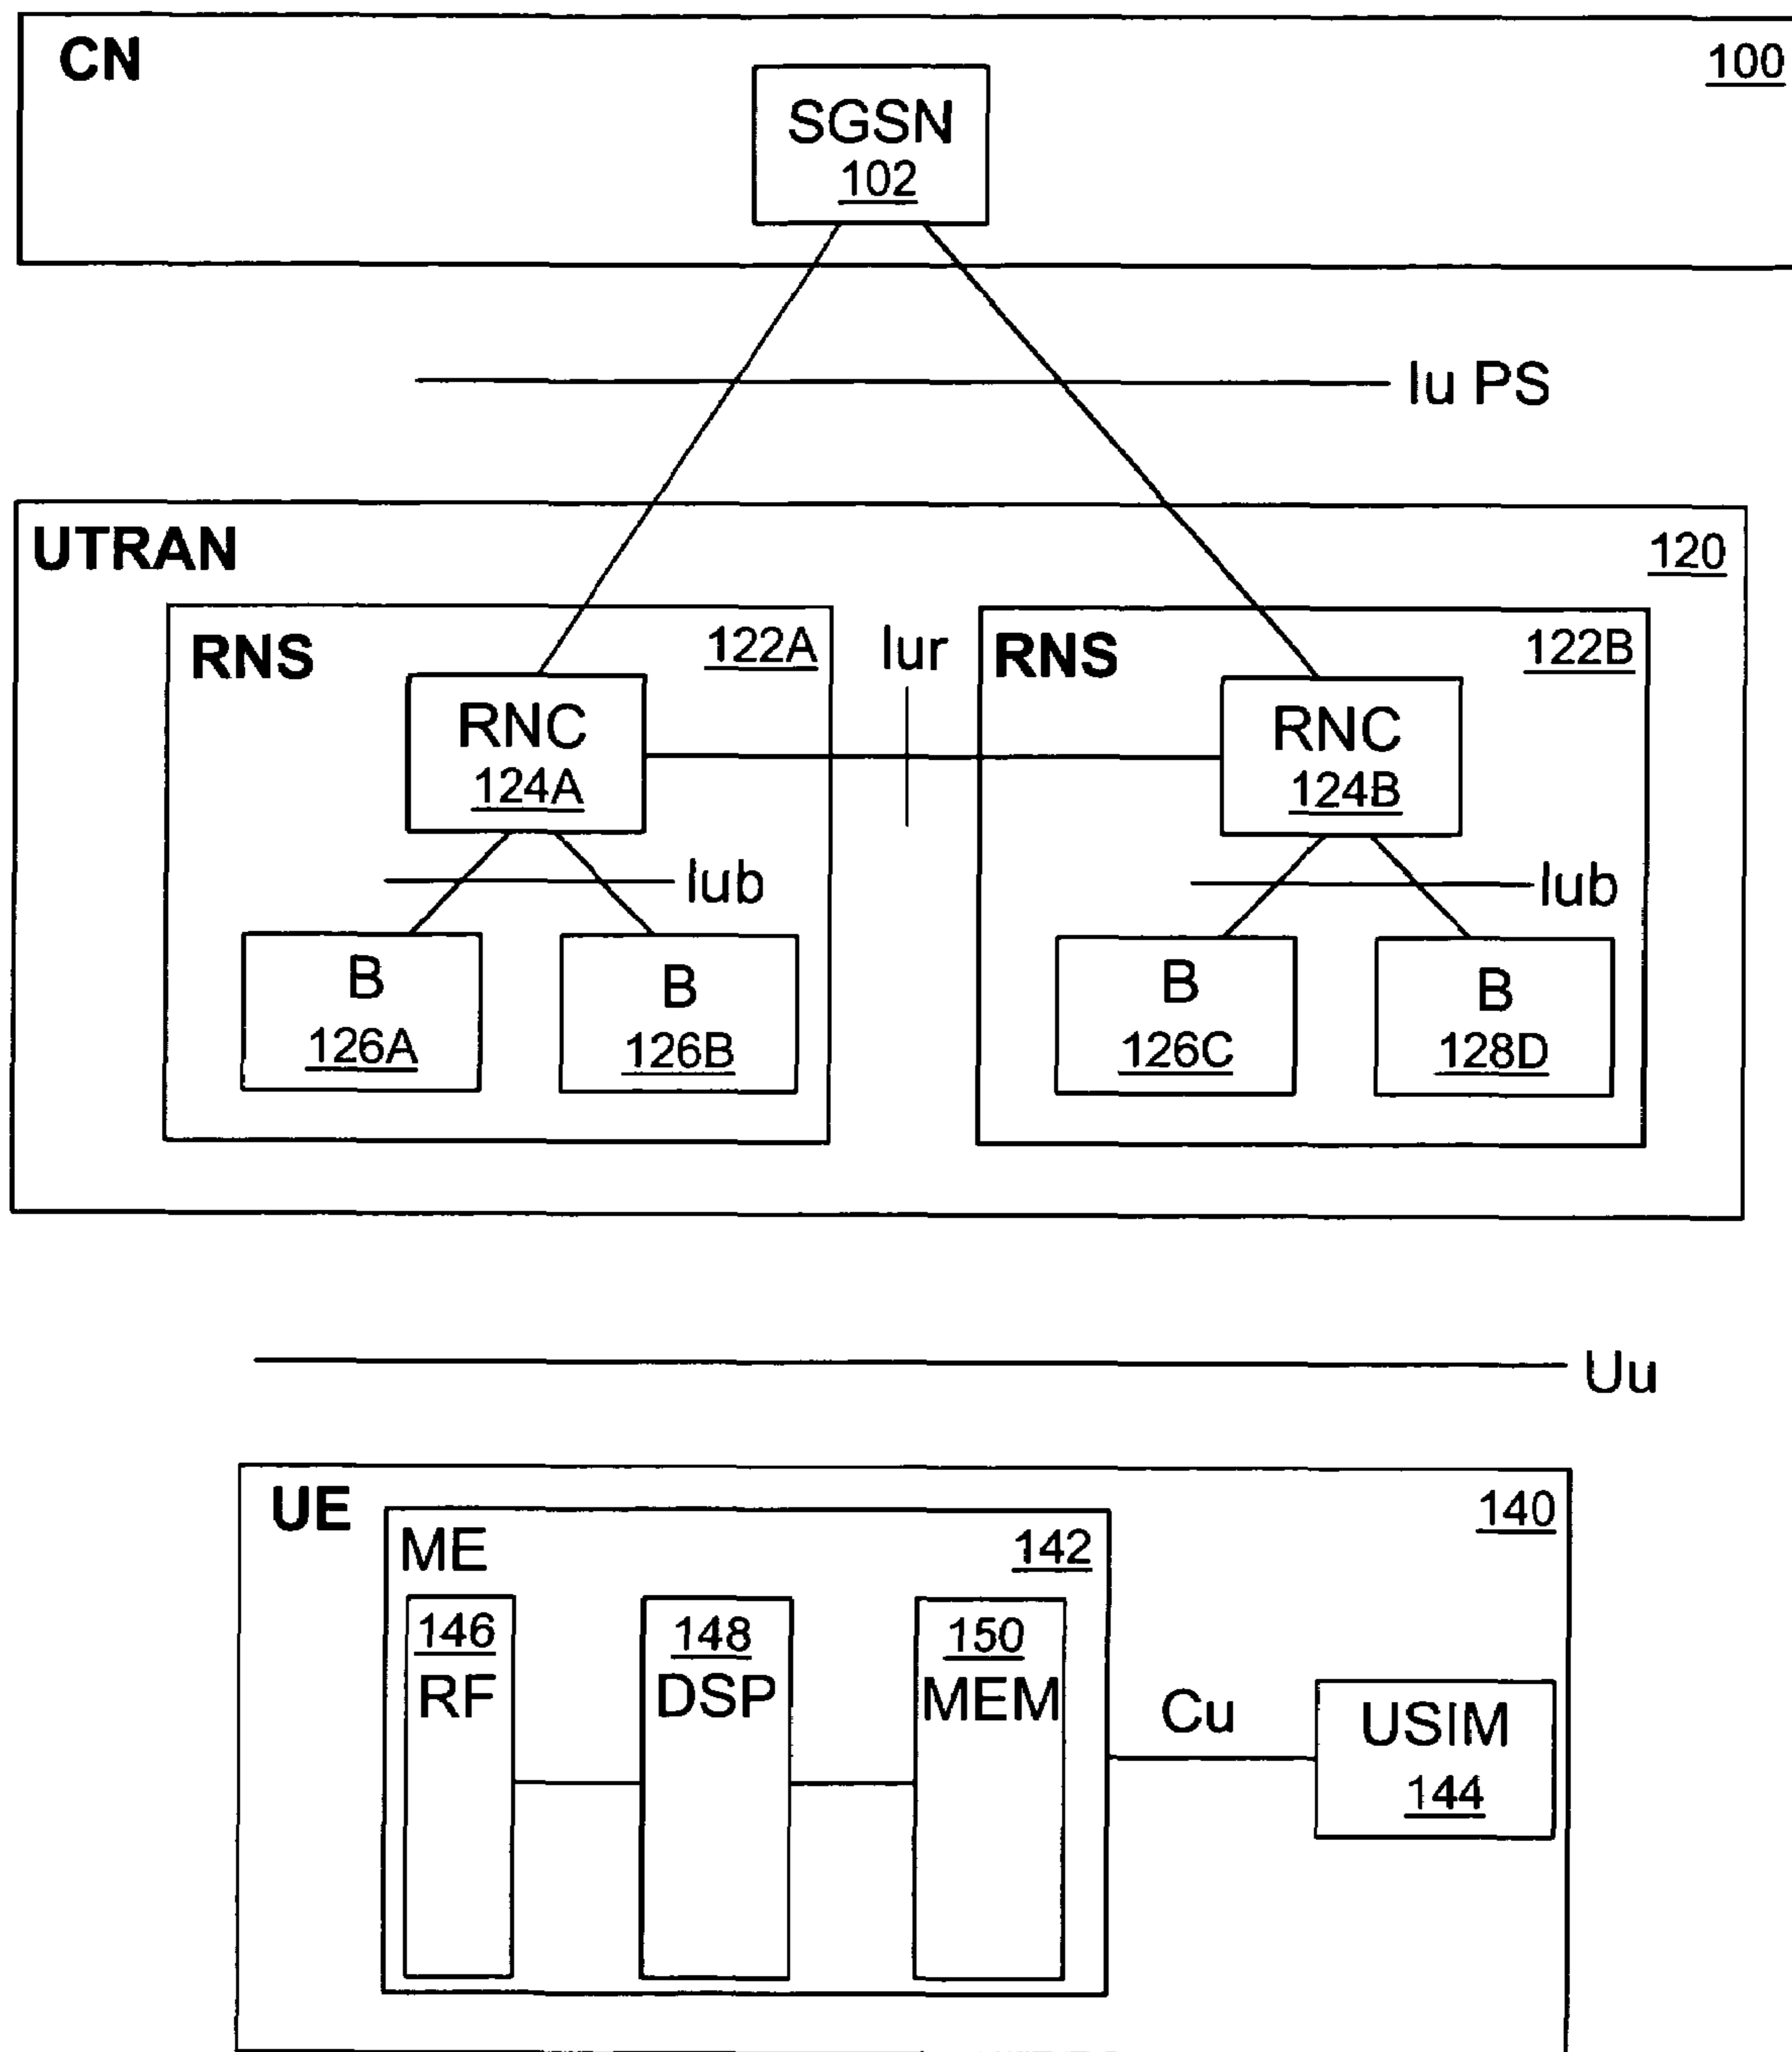 CN
100
SGSN
102
Iu PS
UTRAN
120
RNS
122A
Iur
RNS
122B
RNC
124A
RNC
124B
Iub
Iub
B
126A
B
126B
B
126C
B
128D
Uu
UE
140
ME
142
146
RF
148
DSP
150
MEM
Cu
USIM
144